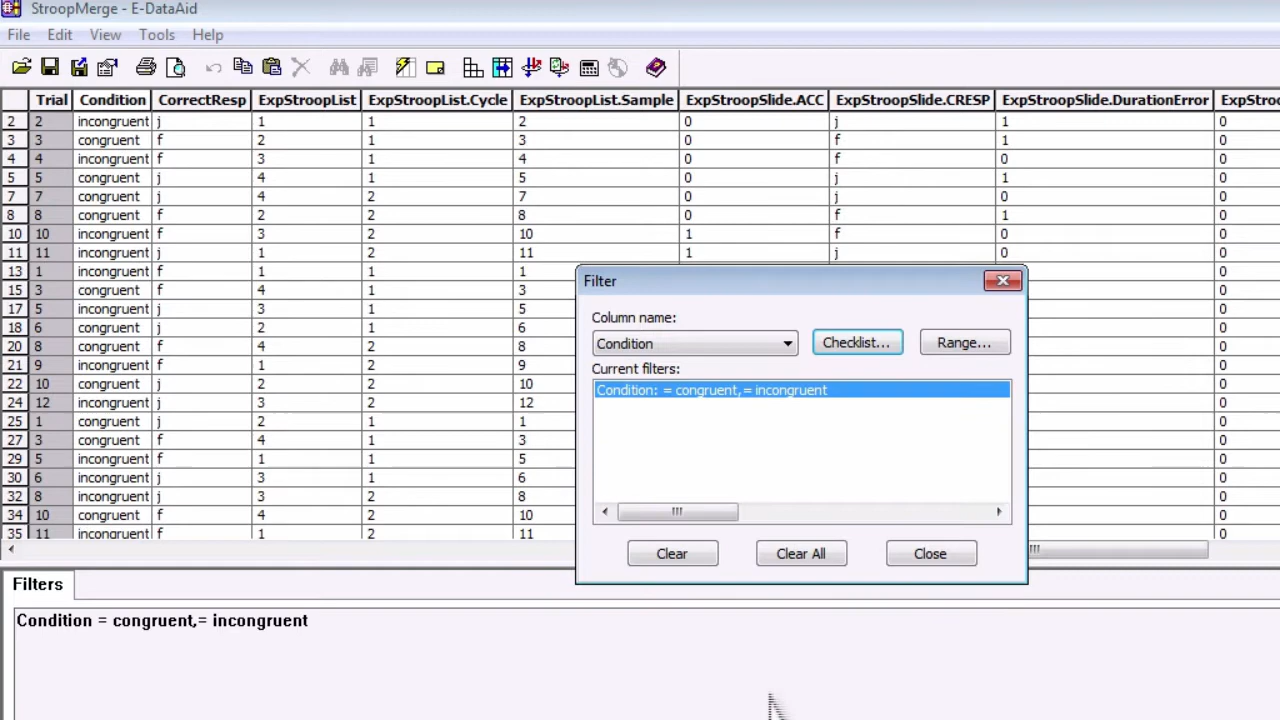 StroopMerge - E-DataAid
File Edit View Tools Help
Trial Condition CorrectResp ExpStroopList ExpStroopList.Cycle ExpStroopList.Sample ExpStroopSlide.ACC ExpStroopSlide.CRESP ExpStroopSlide.DurationError ExpStroo
2 2 incongruent j 1 1 2 0 j 1 0
3 3 congruent f 2 1 3 0 f 1 0
4 4 incongruent f 3 1 4 0 f 0 0
5 5 congruent j 4 1 5 0 j 1 0
7 7 congruent j 4 2 7 0 j 0 0
8 8 congruent f 2 2 8 0 f 1 0
10 10 incongruent f 3 2 10 1 f 0 0
11 11 incongruent j 1 2 11 1 j 0 0
13 1 incongruent f 1 1 1 0
15 3 congruent f 4 1 3 0
17 5 incongruent j 3 1 5 0
18 6 congruent j 2 1 6 0
20 8 congruent f 4 2 8 0
21 9 incongruent f 1 2 9 0
22 10 congruent j 2 2 10 0
24 12 incongruent j 3 2 12 0
25 1 congruent j 2 1 1 0
27 3 congruent f 4 1 3 0
29 5 incongruent f 1 1 5 0
30 6 incongruent j 3 1 6 0
32 8 incongruent j 3 2 8 0
34 10 congruent f 4 2 10 0
35 11 incongruent f 1 2 11 0
Filter
Column name:
Condition Checklist... Range...
Current filters:
Condition: = congruent,= incongruent
Clear Clear All Close
Filters
Condition = congruent,= incongruent